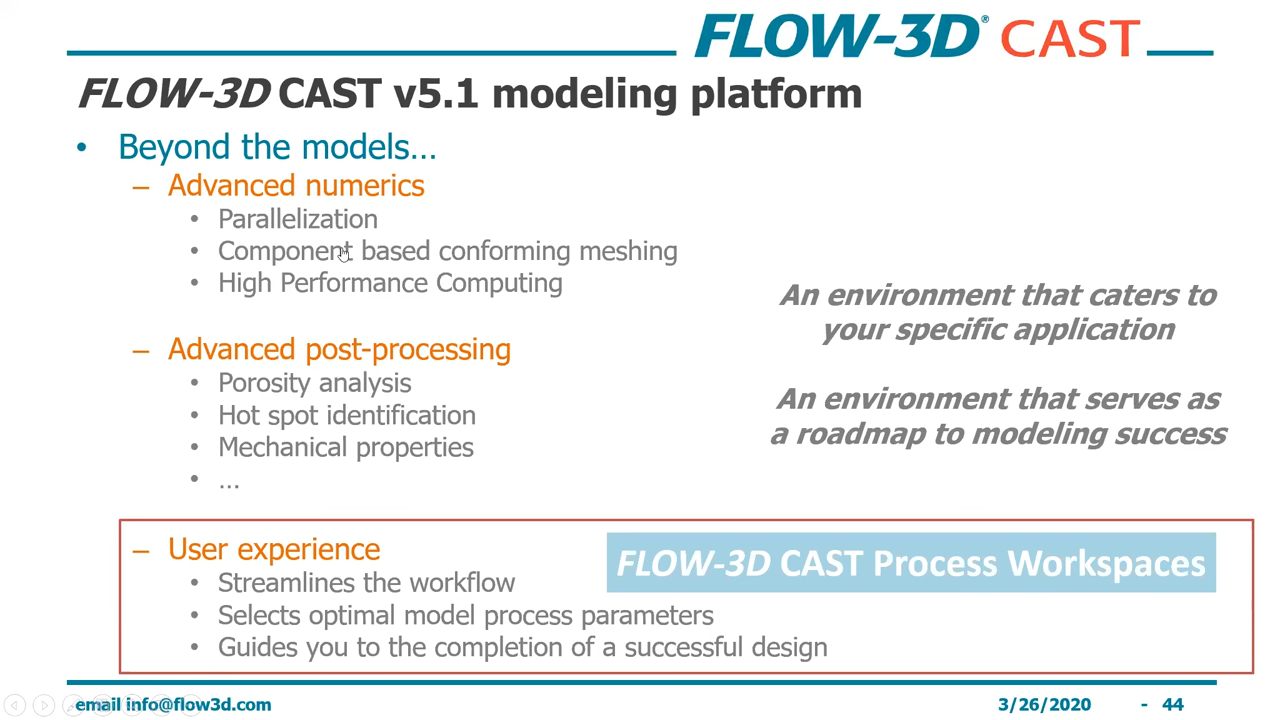 FLOW-3D® CAST
FLOW-3D CAST v5.1 modeling platform
• Beyond the models…
– Advanced numerics
• Parallelization
• Component based conforming meshing
• High Performance Computing
– Advanced post-processing
• Porosity analysis
• Hot spot identification
• Mechanical properties
• …
An environment that caters to
your specific application
An environment that serves as
a roadmap to modeling success
– User experience
• Streamlines the workflow
• Selects optimal model process parameters
• Guides you to the completion of a successful design
FLOW-3D CAST Process Workspaces
email info@flow3d.com
3/26/2020
- 44